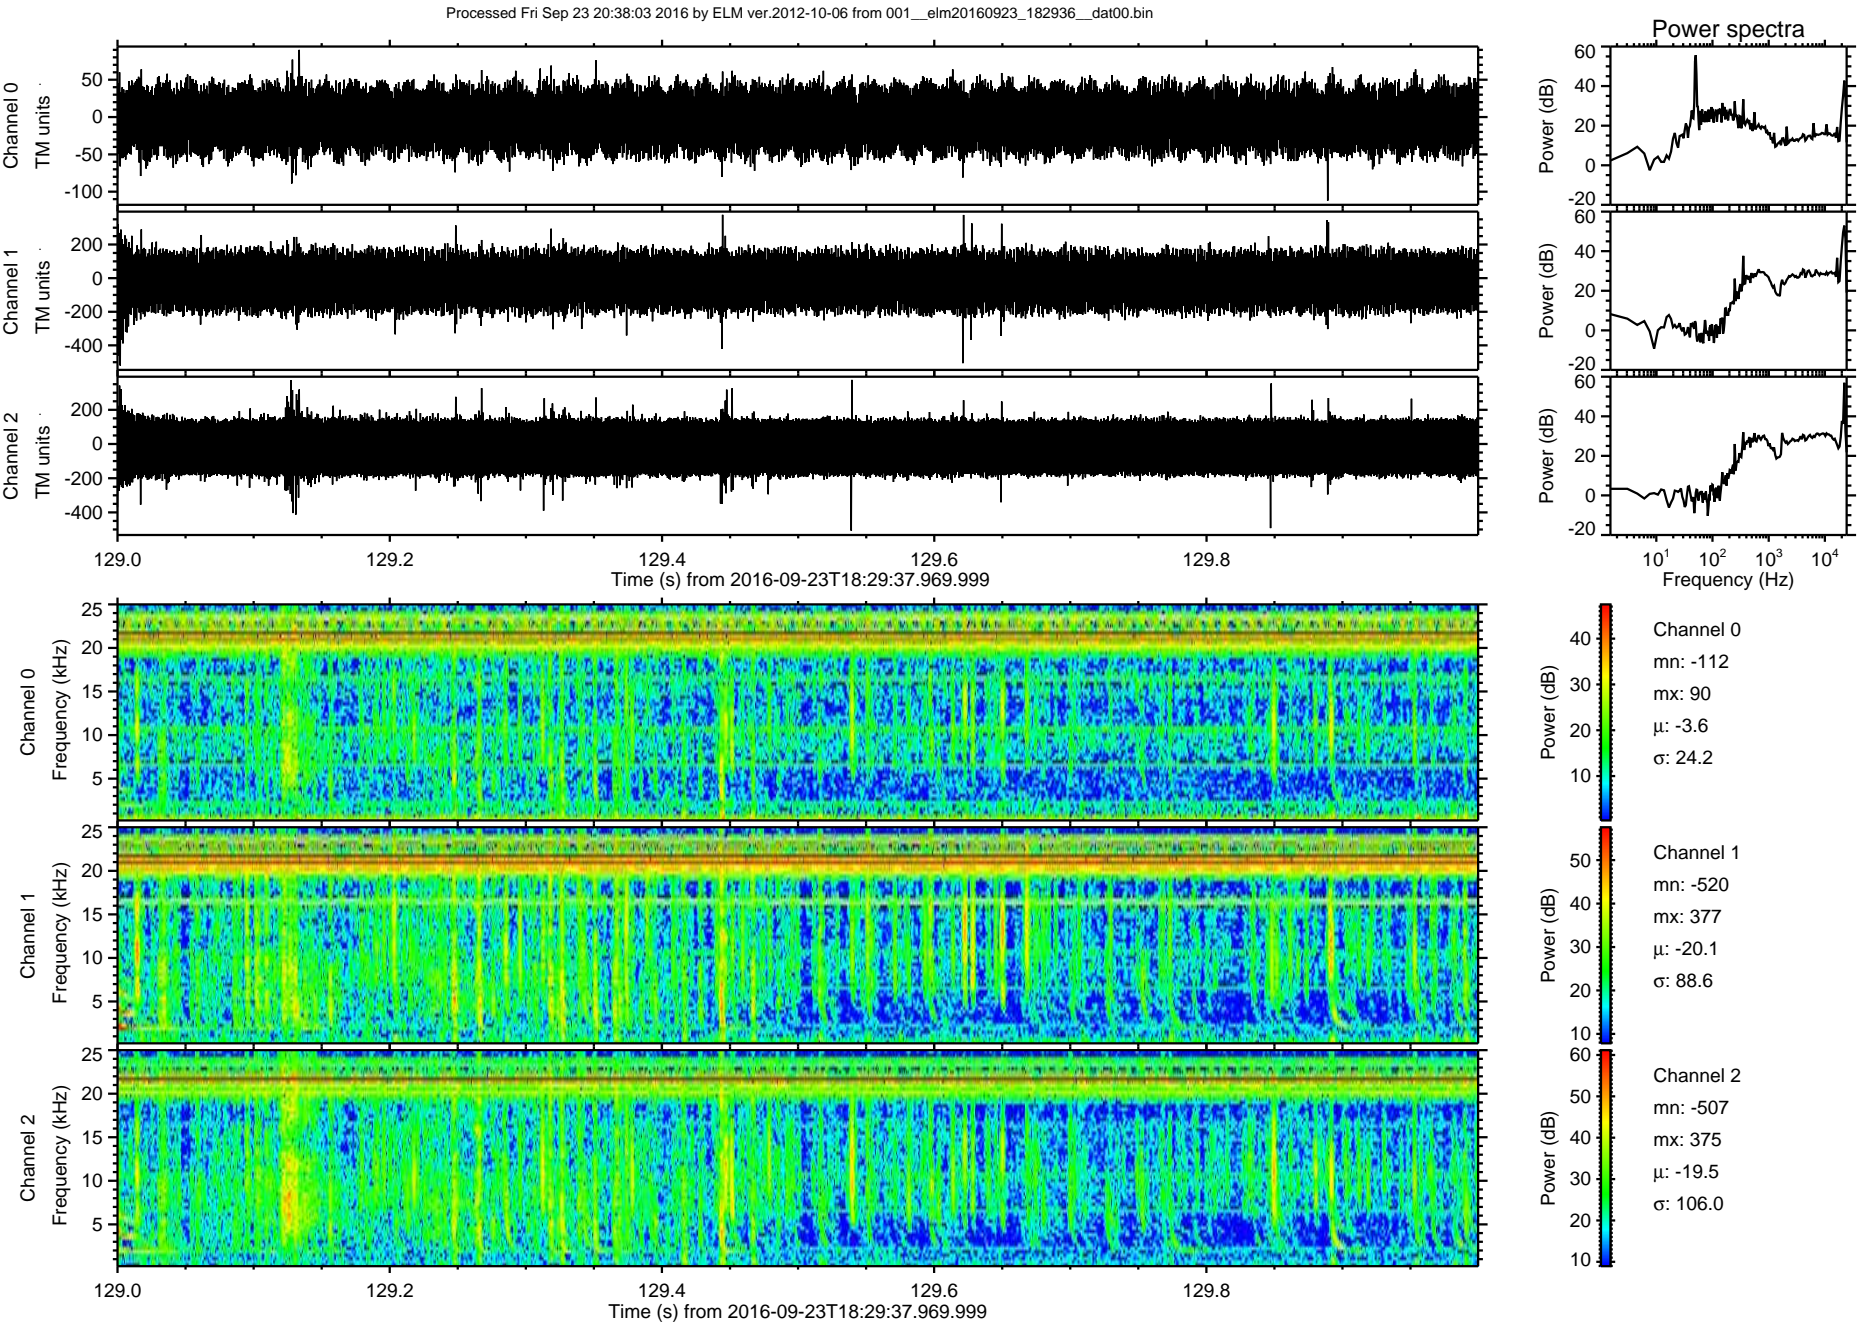 Processed Fri Sep 23 20:38:03 2016 by ELM ver.2012-10-06 from 001__elm20160923_182936__dat00.bin
Power spectra
Channel 0
TM units
50
0
-50
-100
Power (dB)
60
40
20
0
-20
Channel 1
TM units
200
0
-200
-400
Power (dB)
60
40
20
0
-20
Channel 2
TM units
200
0
-200
-400
Power (dB)
60
40
20
0
-20
129.0 129.2 129.4 129.6 129.8
Time (s) from 2016-09-23T18:29:37.969.999
10^1 10^2 10^3 10^4
Frequency (Hz)
Channel 0
Frequency (kHz)
25
20
15
10
5
Power (dB)
40
30
20
10
Channel 0
mn: -112
mx: 90
μ: -3.6
σ: 24.2
Channel 1
Frequency (kHz)
25
20
15
10
5
Power (dB)
50
40
30
20
10
Channel 1
mn: -520
mx: 377
μ: -20.1
σ: 88.6
Channel 2
Frequency (kHz)
25
20
15
10
5
Power (dB)
60
50
40
30
20
10
Channel 2
mn: -507
mx: 375
μ: -19.5
σ: 106.0
129.0 129.2 129.4 129.6 129.8
Time (s) from 2016-09-23T18:29:37.969.999